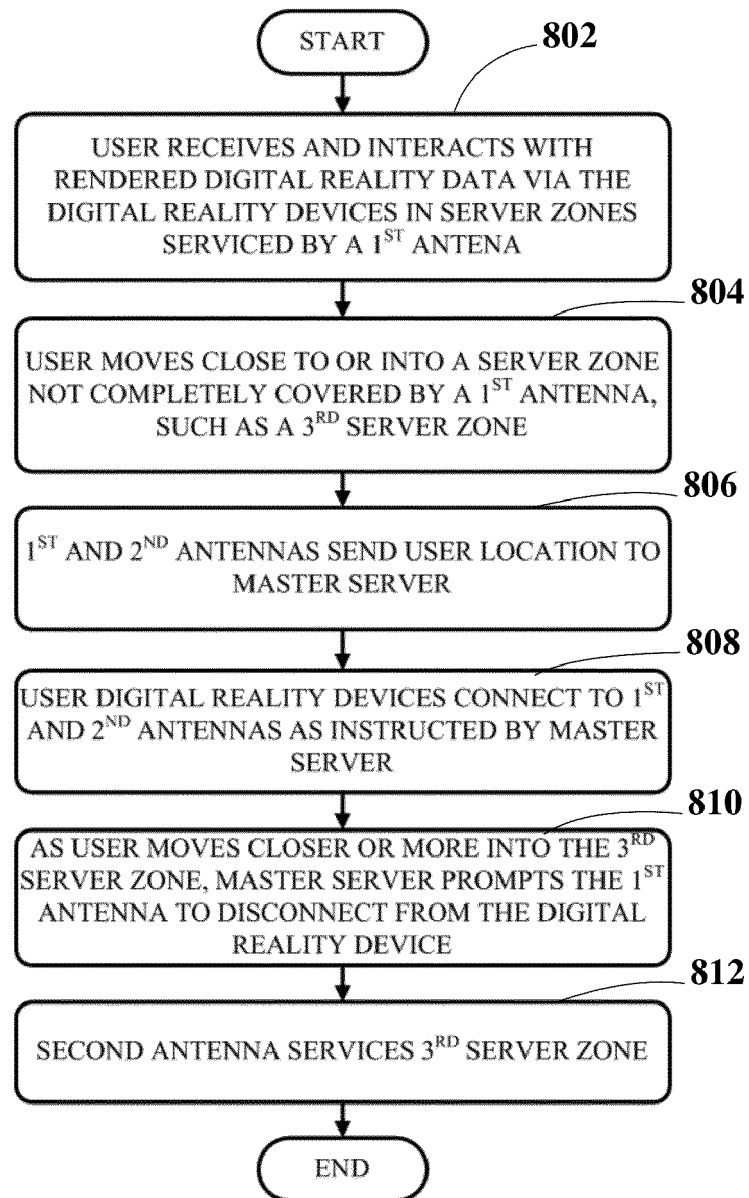 START
802
USER RECEIVES AND INTERACTS WITH
RENDERED DIGITAL REALITY DATA VIA THE
DIGITAL REALITY DEVICES IN SERVER ZONES
SERVICED BY A 1ST ANTENA
804
USER MOVES CLOSE TO OR INTO A SERVER ZONE
NOT COMPLETELY COVERED BY A 1ST ANTENNA,
SUCH AS A 3RD SERVER ZONE
806
1ST AND 2ND ANTENNAS SEND USER LOCATION TO
MASTER SERVER
808
USER DIGITAL REALITY DEVICES CONNECT TO 1ST
AND 2ND ANTENNAS AS INSTRUCTED BY MASTER
SERVER
810
AS USER MOVES CLOSER OR MORE INTO THE 3RD
SERVER ZONE, MASTER SERVER PROMPTS THE 1ST
ANTENNA TO DISCONNECT FROM THE DIGITAL
REALITY DEVICE
812
SECOND ANTENNA SERVICES 3RD SERVER ZONE
END